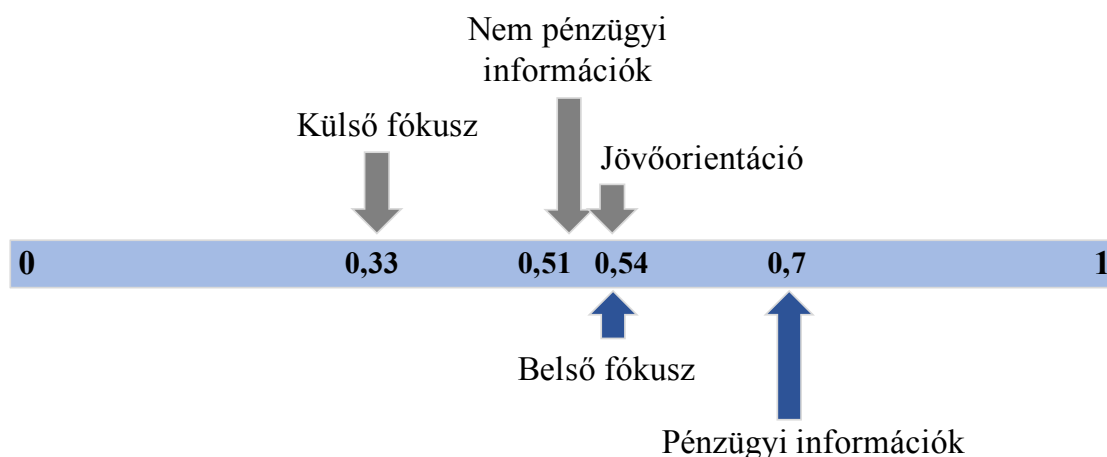 Nem pénzügyi
információk
Külső fókusz
Jövőorientáció
0 0,33 0,51 0,54 0,7 1
Belső fókusz
Pénzügyi információk